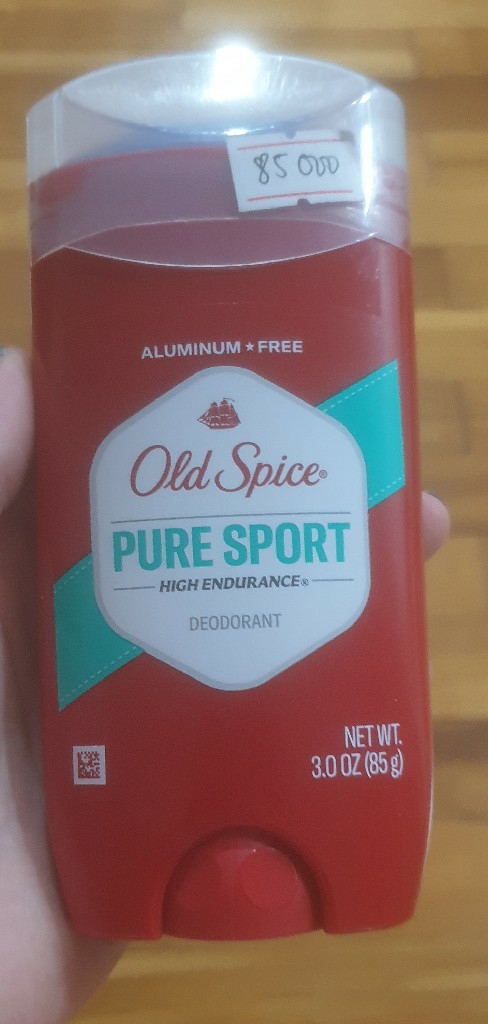 85 000
ALUMINUM ★ FREE
Old Spice®
PURE SPORT
HIGH ENDURANCE®
DEODORANT
NET WT.
3.0 OZ (85 g)